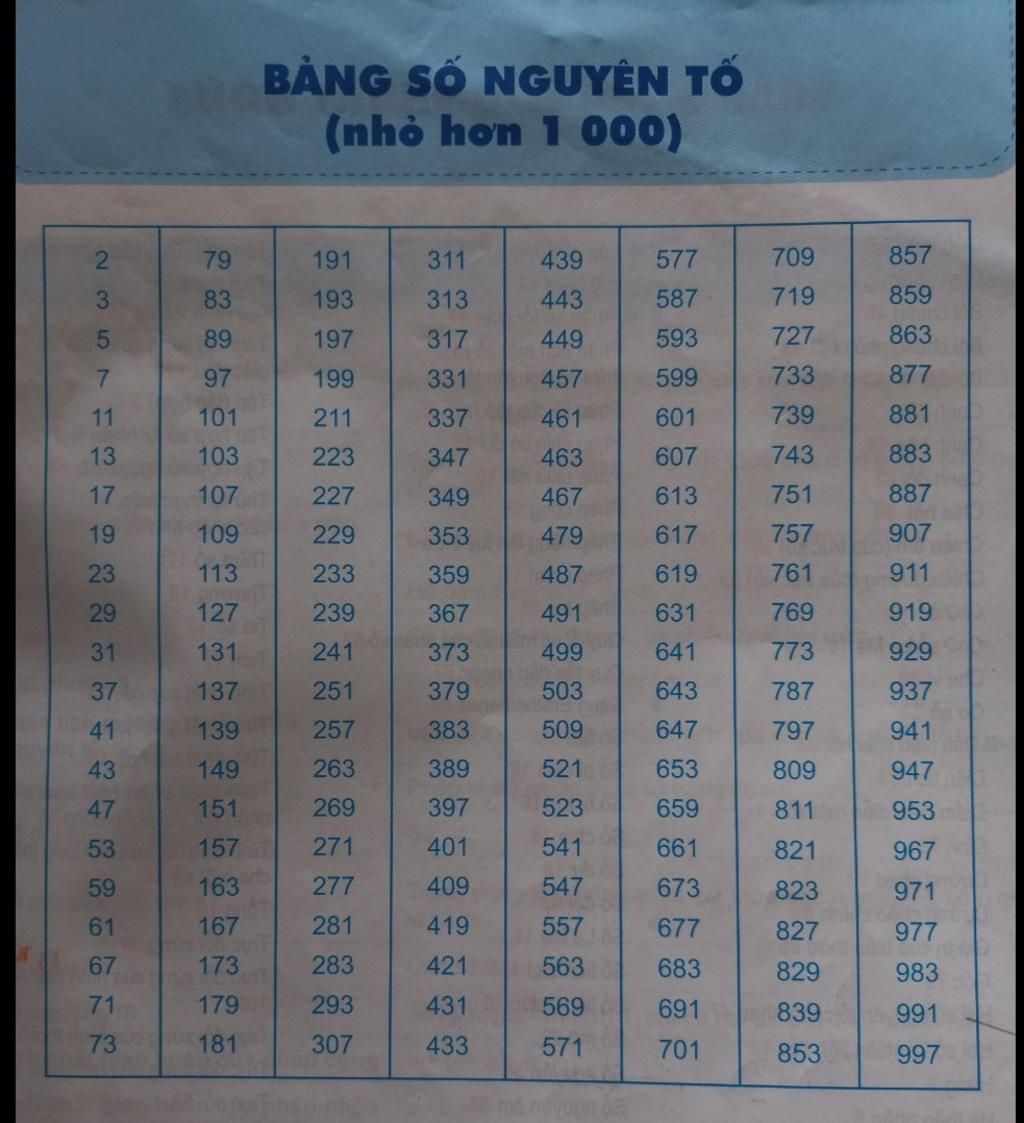 BẢNG SỐ NGUYÊN TỐ
(nhỏ hơn 1 000)
2 79 191 311 439 577 709 857
3 83 193 313 443 587 719 859
5 89 197 317 449 593 727 863
7 97 199 331 457 599 733 877
11 101 211 337 461 601 739 881
13 103 223 347 463 607 743 883
17 107 227 349 467 613 751 887
19 109 229 353 479 617 757 907
23 113 233 359 487 619 761 911
29 127 239 367 491 631 769 919
31 131 241 373 499 641 773 929
37 137 251 379 503 643 787 937
41 139 257 383 509 647 797 941
43 149 263 389 521 653 809 947
47 151 269 397 523 659 811 953
53 157 271 401 541 661 821 967
59 163 277 409 547 673 823 971
61 167 281 419 557 677 827 977
67 173 283 421 563 683 829 983
71 179 293 431 569 691 839 991
73 181 307 433 571 701 853 997